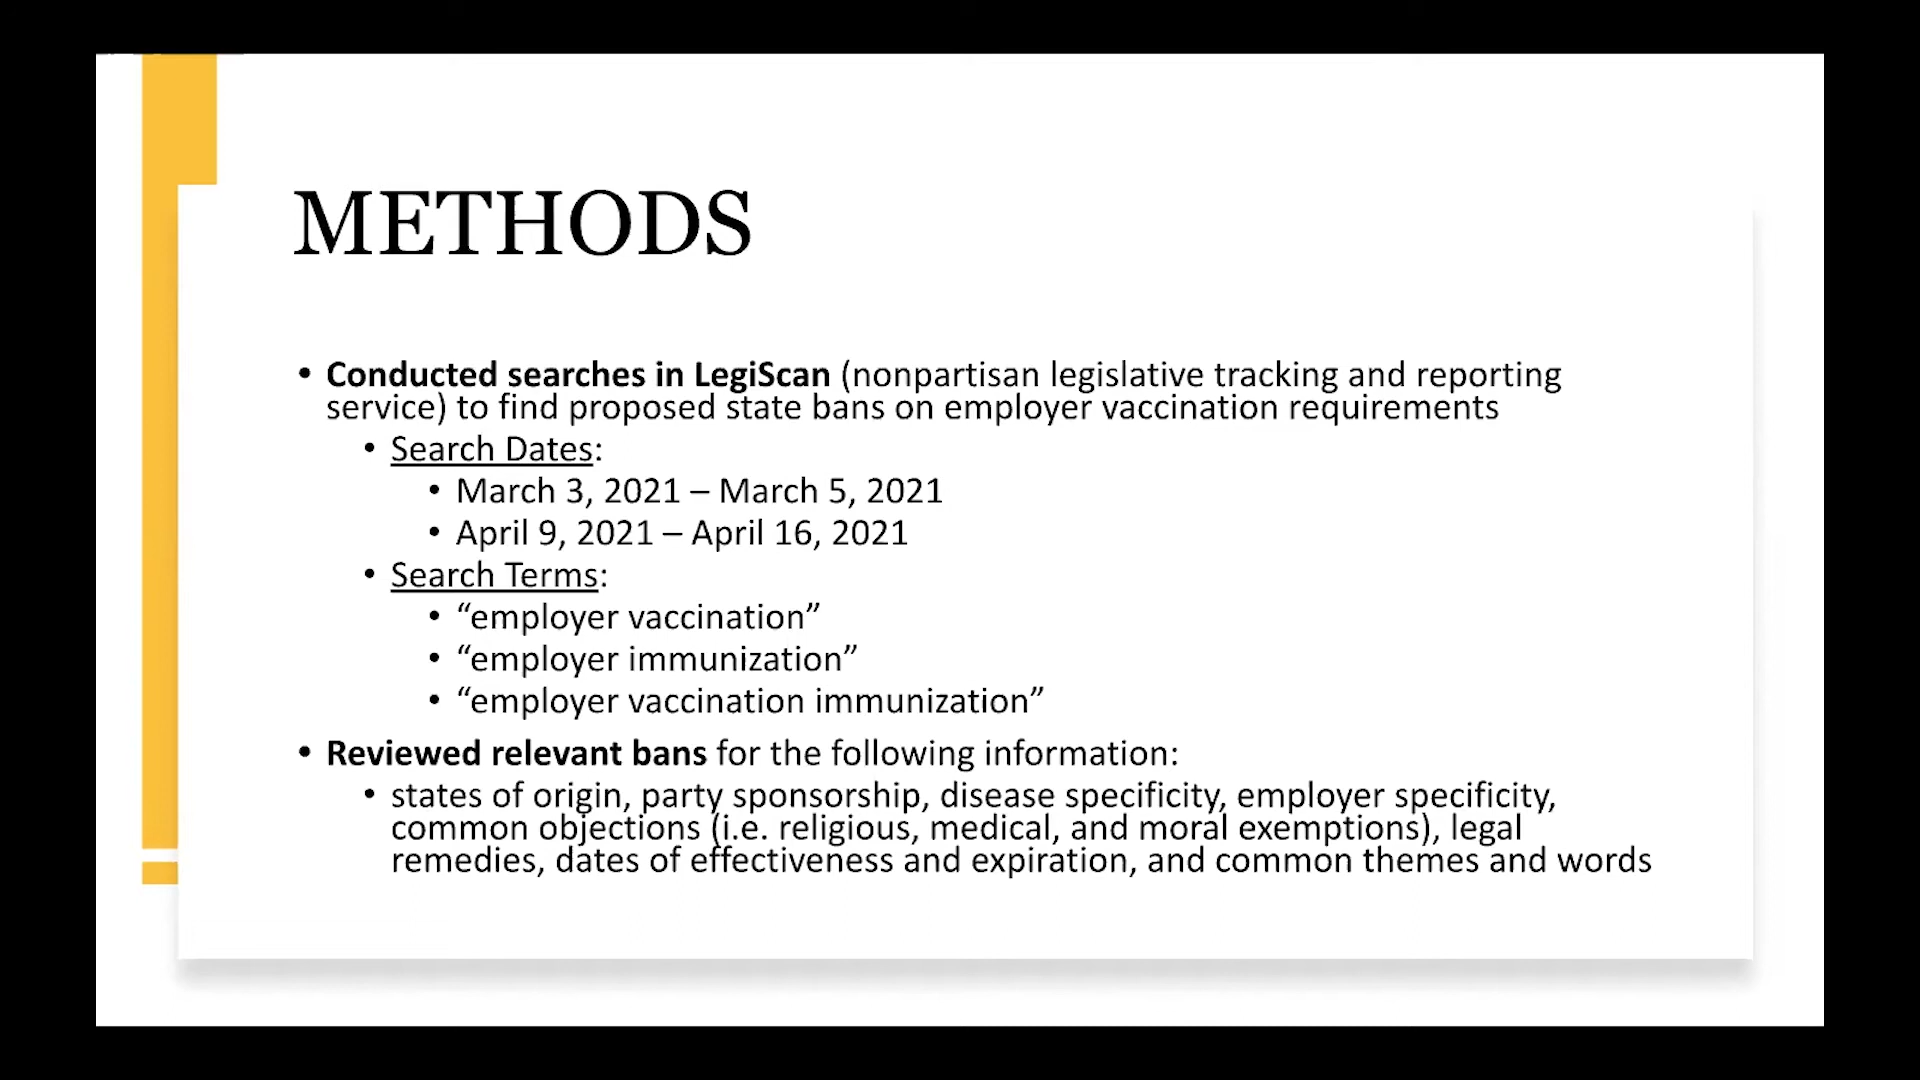 METHODS
• Conducted searches in LegiScan (nonpartisan legislative tracking and reporting
service) to find proposed state bans on employer vaccination requirements
• Search Dates:
• March 3, 2021 – March 5, 2021
• April 9, 2021 – April 16, 2021
• Search Terms:
• “employer vaccination”
• “employer immunization”
• “employer vaccination immunization”
• Reviewed relevant bans for the following information:
• states of origin, party sponsorship, disease specificity, employer specificity,
common objections (i.e. religious, medical, and moral exemptions), legal
remedies, dates of effectiveness and expiration, and common themes and words